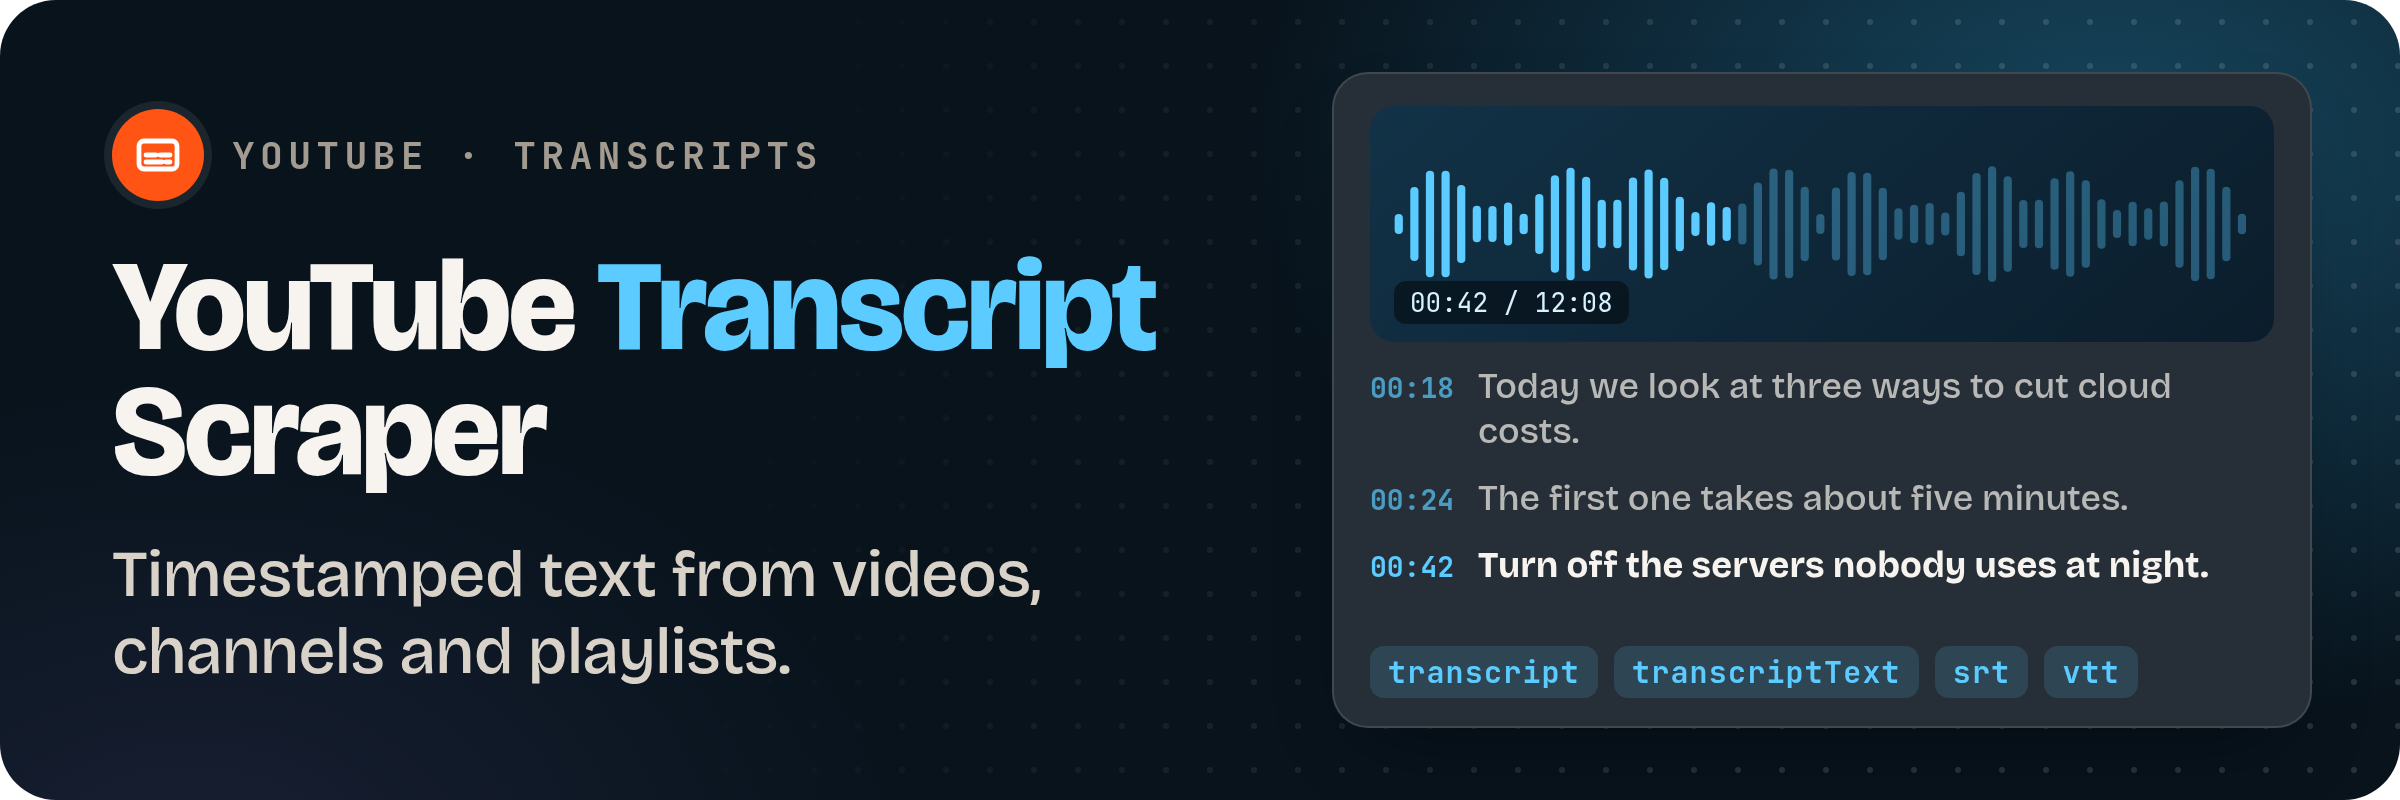 YOUTUBE · TRANSCRIPTS
YouTube Transcript
Scraper
Timestamped text from videos,
channels and playlists.
00:42 / 12:08
00:18 Today we look at three ways to cut cloud
costs.
00:24 The first one takes about five minutes.
00:42 Turn off the servers nobody uses at night.
transcript transcriptText srt vtt